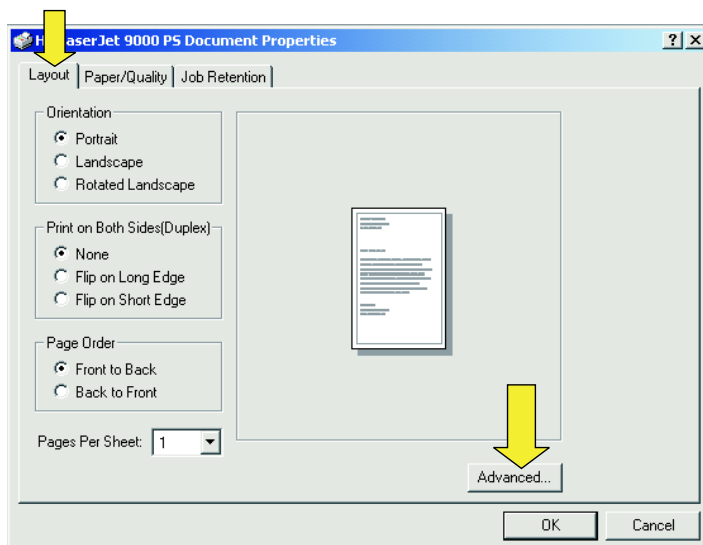 H aserJet 9000 PS Document Properties
Layout Paper/Quality Job Retention
Orientation
Portrait
Landscape
Rotated Landscape
Print on Both Sides(Duplex)
None
Flip on Long Edge
Flip on Short Edge
Page Order
Front to Back
Back to Front
Pages Per Sheet: 1
Advanced...
OK Cancel